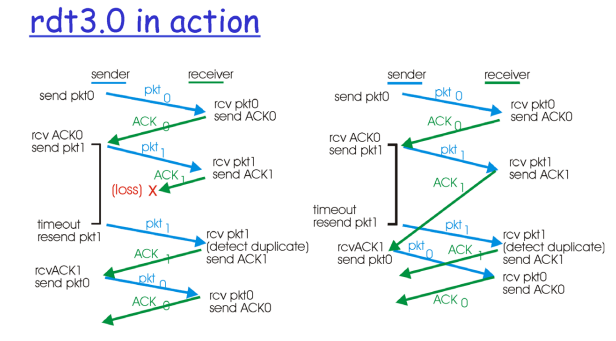 rdt3.0 in action
sender
receiver
send pkt0
pkt 0
rcv pkt0
send ACK0
ACK 0
rcv ACK0
send pkt1
pkt 1
rcv pkt1
send ACK1
ACK 1
(loss) X
timeout
resend pkt1
pkt 1
rcv pkt1
(detect duplicate)
send ACK1
ACK 1
rcvACK1
send pkt0
pkt 0
rcv pkt0
send ACK0
ACK 0
sender
receiver
send pkt0
pkt 0
rcv pkt0
send ACK0
ACK 0
rcv ACK0
send pkt1
pkt 1
rcv pkt1
send ACK1
ACK 1
timeout
resend pkt1
pkt 1
rcv pkt1
(detect duplicate)
send ACK1
rcvACK1
send pkt0
pkt 0
ACK 1
rcv pkt0
send ACK0
ACK 0